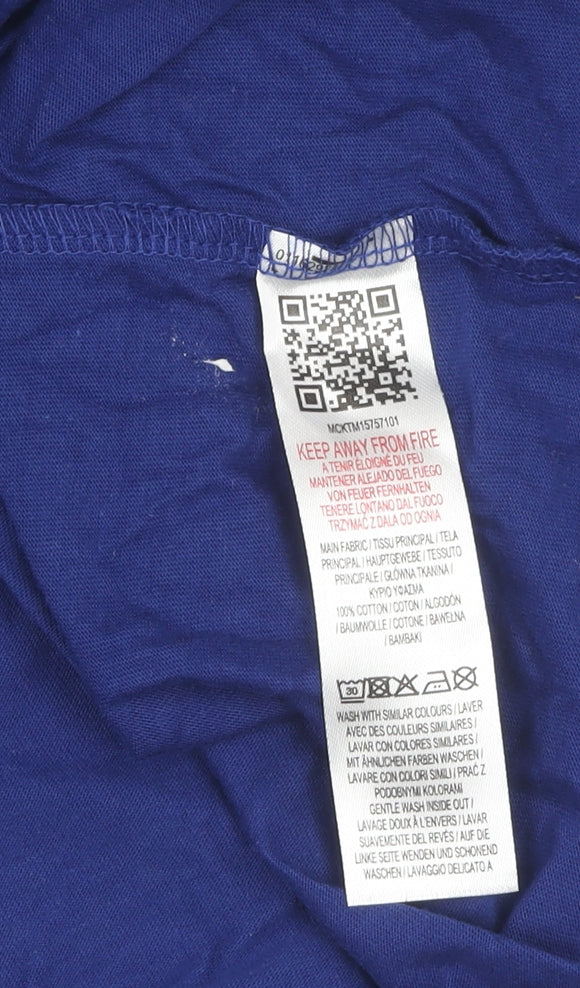 MCKTM15757101
KEEP AWAY FROM FIRE
A TENIR ÉLOIGNÉ DU FEU
MANTENER ALEJADO DEL FUEGO
VON FEUER FERNHALTEN
TENERE LONTANO DAL FUOCO
TRZYMAĆ Z DALA OD OGNIA
MAIN FABRIC / TISSU PRINCIPAL / TELA
PRINCIPAL / HAUPTGEWEBE / TESSUTO
PRINCIPALE / GŁÓWNA TKANINA /
ΚΥΡΙΟ ΥΦΑΣΜΑ
100% COTTON / COTON / ALGODÓN
/ BAUMWOLLE / COTONE / BAWEŁNA
/ BAMBAKI
30
WASH WITH SIMILAR COLOURS / LAVER
AVEC DES COULEURS SIMILAIRES /
LAVAR CON COLORES SIMILARES /
MIT ÄHNLICHEN FARBEN WASCHEN /
LAVARE CON COLORI SIMILI / PRAĆ Z
PODOBNYMI KOLORAMI
GENTLE WASH INSIDE OUT /
LAVAGE DOUX À L'ENVERS / LAVAR
SUAVEMENTE DEL REVÉS / AUF DIE
LINKE SEITE WENDEN UND SCHONEND
WASCHEN / LAVAGGIO DELICATO A